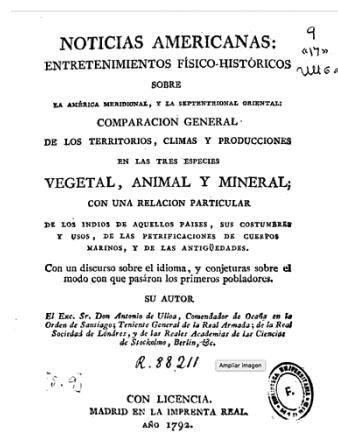 NOTICIAS AMERICANAS:
ENTRETENIMIENTOS FÍSICO-HISTÓRICOS
SOBRE
LA AMÉRICA MERIDIONAL, Y LA SEPTENTRIONAL ORIENTAL:
COMPARACION GENERAL
DE LOS TERRITORIOS, CLIMAS Y PRODUCCIONES
EN LAS TRES ESPECIES
VEGETAL, ANIMAL Y MINERAL;
CON UNA RELACION PARTICULAR
DE LOS INDIOS DE AQUELLOS PAISES, SUS COSTUMBRES
Y USOS, DE LAS PETRIFICACIONES DE CUERPOS
MARINOS, Y DE LAS ANTIGÜEDADES.
Con un discurso sobre el idioma, y conjeturas sobre el
modo con que pasáron los primeros pobladores.
SU AUTOR
El Exc. Sr. Don Antonio de Ulloa, Comendador de Ocaña en la
Orden de Santiago; Teniente General de la Real Armada; de la Real
Sociedad de Londres, y de las Reales Academias de las Ciencias
de Stockolmo, Berlin, &c.
R. 88211
Ampliar imagen
CON LICENCIA.
MADRID EN LA IMPRENTA REAL.
AÑO 1792.
9
«17»
F.